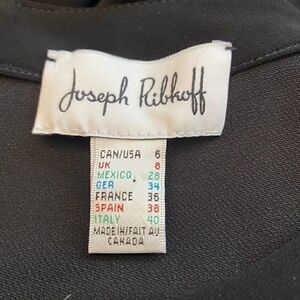 Joseph Ribkoff
CAN/USA 6
UK 8
MEXICO 28
GER 34
FRANCE 36
SPAIN 38
ITALY 40
MADE IN/FAIT AU
CANADA